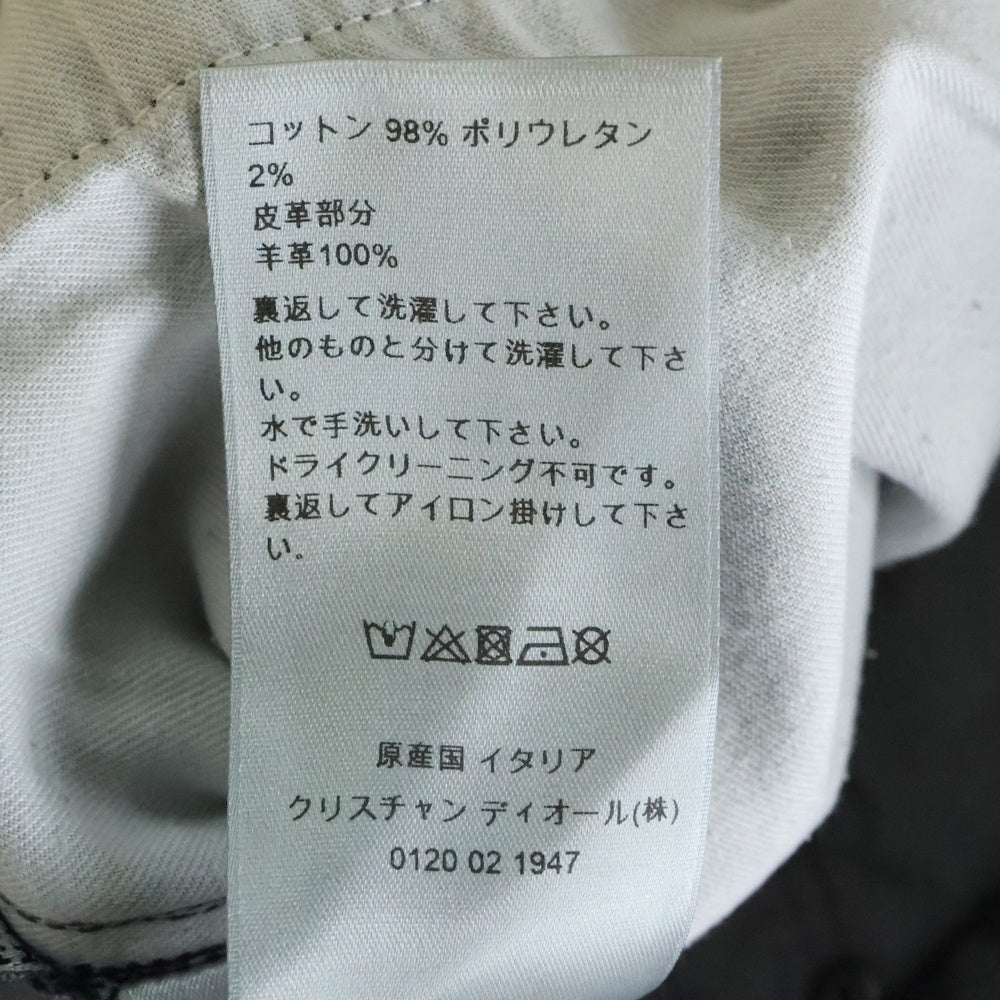 コットン 98% ポリウレタン
2%
皮革部分
羊革100%
裏返して洗濯して下さい。
他のものと分けて洗濯して下さ
い。
水で手洗いして下さい。
ドライクリーニング不可です。
裏返してアイロン掛けして下さ
い。
原産国 イタリア
クリスチャン ディオール(株)
0120 02 1947